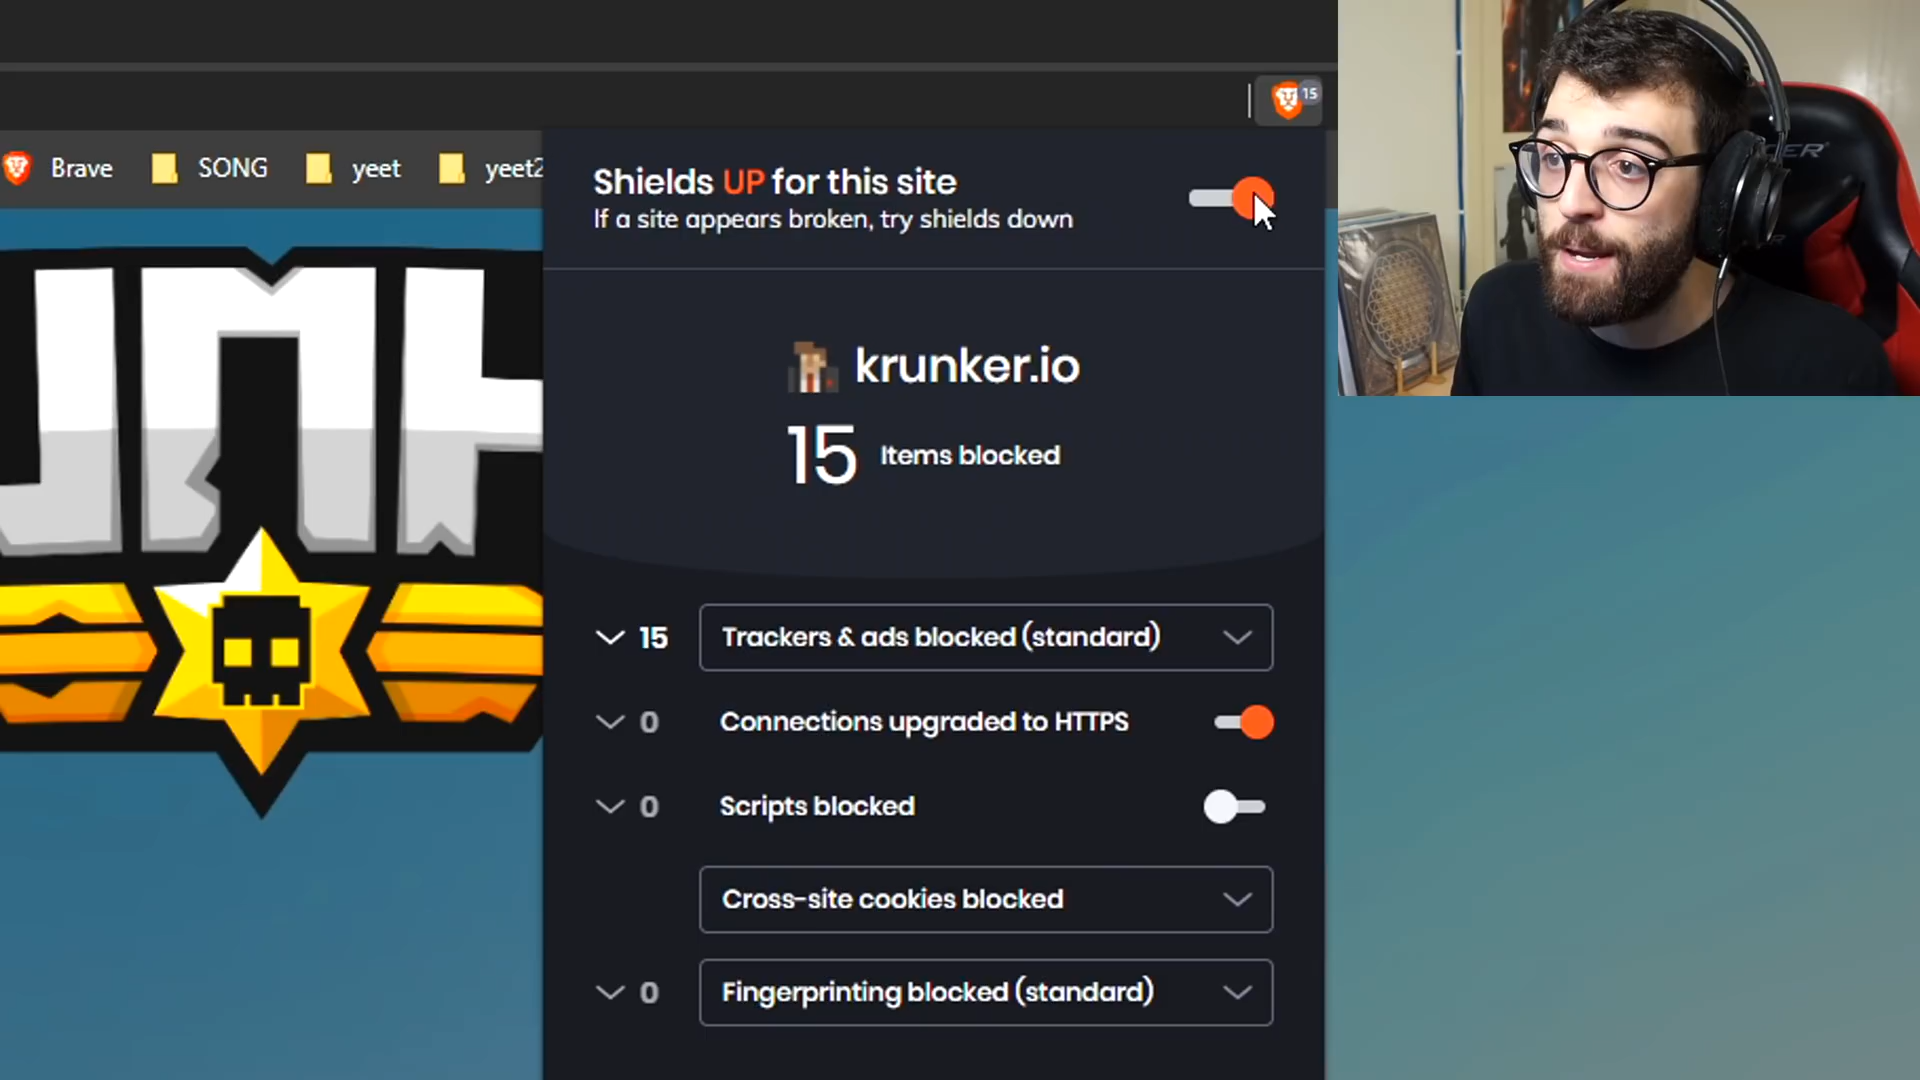 15
Brave
SONG
yeet
yeet2
Shields UP for this site
If a site appears broken, try shields down
krunker.io
15 Items blocked
15 Trackers & ads blocked (standard)
0 Connections upgraded to HTTPS
0 Scripts blocked
Cross-site cookies blocked
0 Fingerprinting blocked (standard)